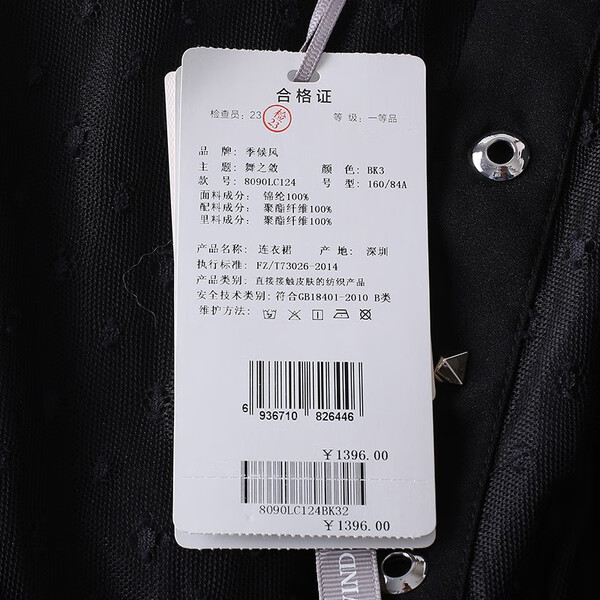 合格证
检查员: 23 检23 等 级: 一等品
品 牌: 季候风
主 题: 舞之敛 颜 色: BK3
款 号: 8090LC124 号 型: 160/84A
面料成分: 锦纶100%
配料成分: 聚酯纤维100%
里料成分: 聚酯纤维100%
产品名称: 连衣裙 产 地: 深圳
执行标准: FZ/T73026-2014
产品类别: 直接接触皮肤的纺织产品
安全技术类别: 符合GB18401-2010 B类
维护方法:
6 936710 826446
¥1396.00
8090LC124BK32
¥1396.00
WIND